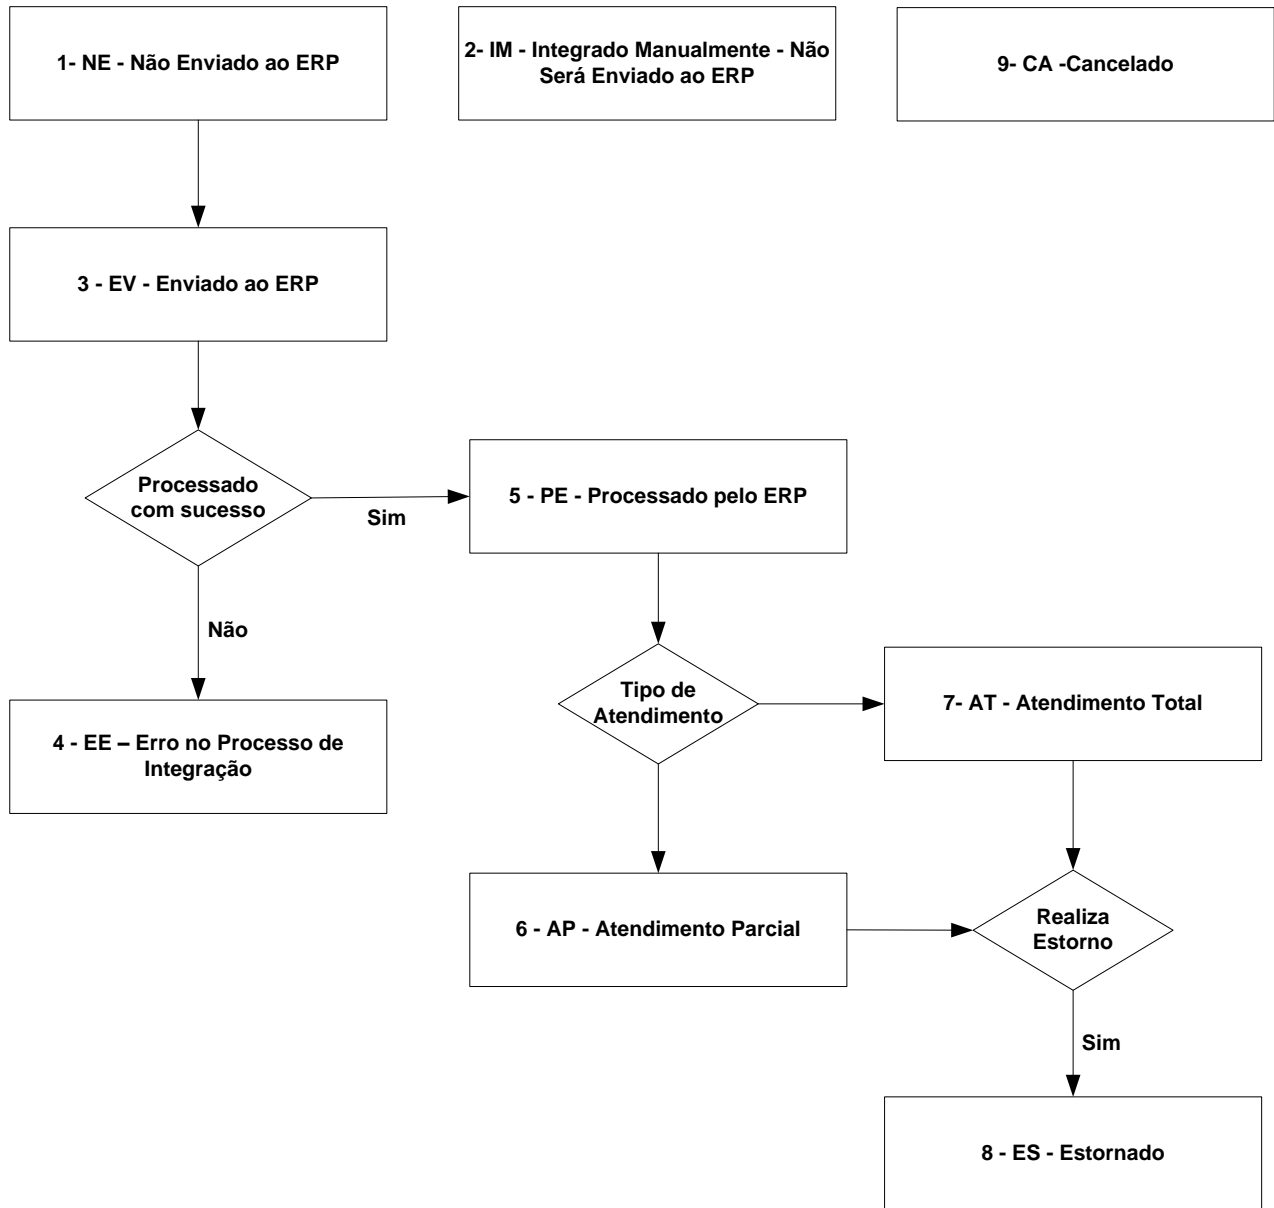 1- NE - Não Enviado ao ERP
2- IM - Integrado Manualmente - Não
Será Enviado ao ERP
9- CA -Cancelado
3 - EV - Enviado ao ERP
Processado
com sucesso
Sim
5 - PE - Processado pelo ERP
Não
Tipo de
Atendimento
7- AT - Atendimento Total
4 - EE – Erro no Processo de
Integração
6 - AP - Atendimento Parcial
Realiza
Estorno
Sim
8 - ES - Estornado